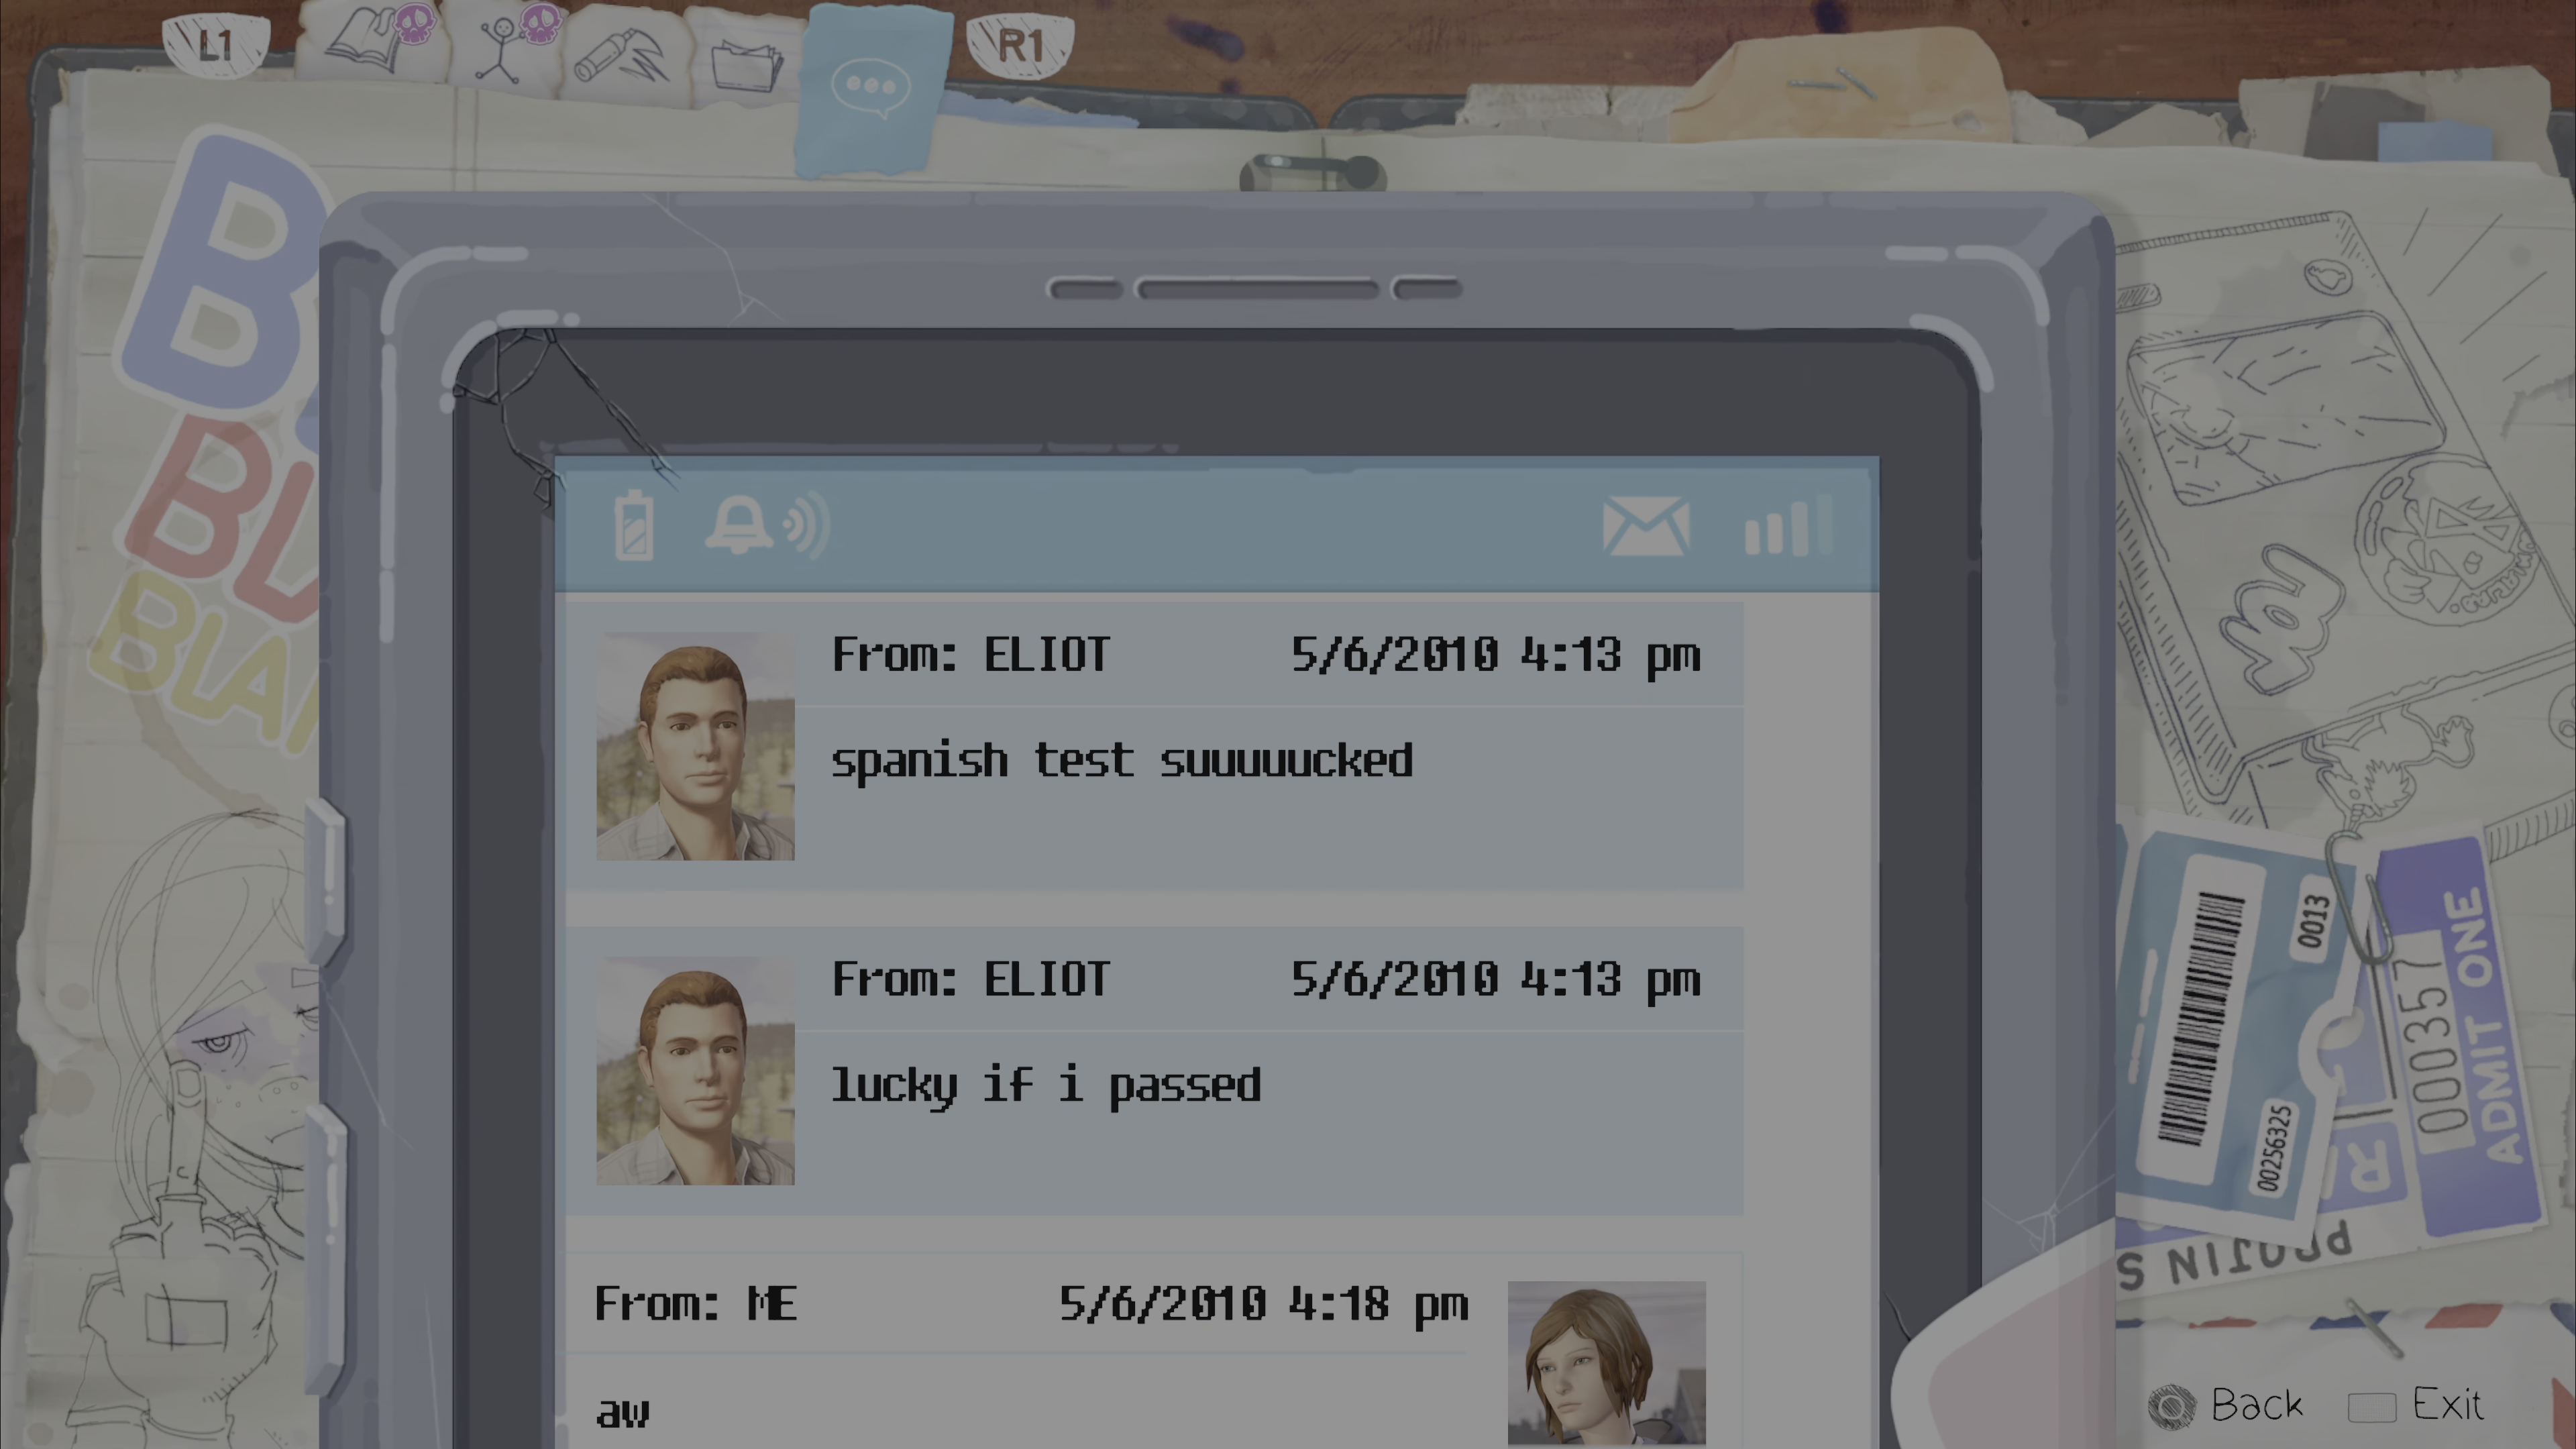 L1
R1
From: ELIOT 5/6/2010 4:13 pm
spanish test suuuuucked
From: ELIOT 5/6/2010 4:13 pm
lucky if i passed
From: ME 5/6/2010 4:18 pm
aw
BLA
0013
00256325
000357
ADMIT ONE
Back
Exit